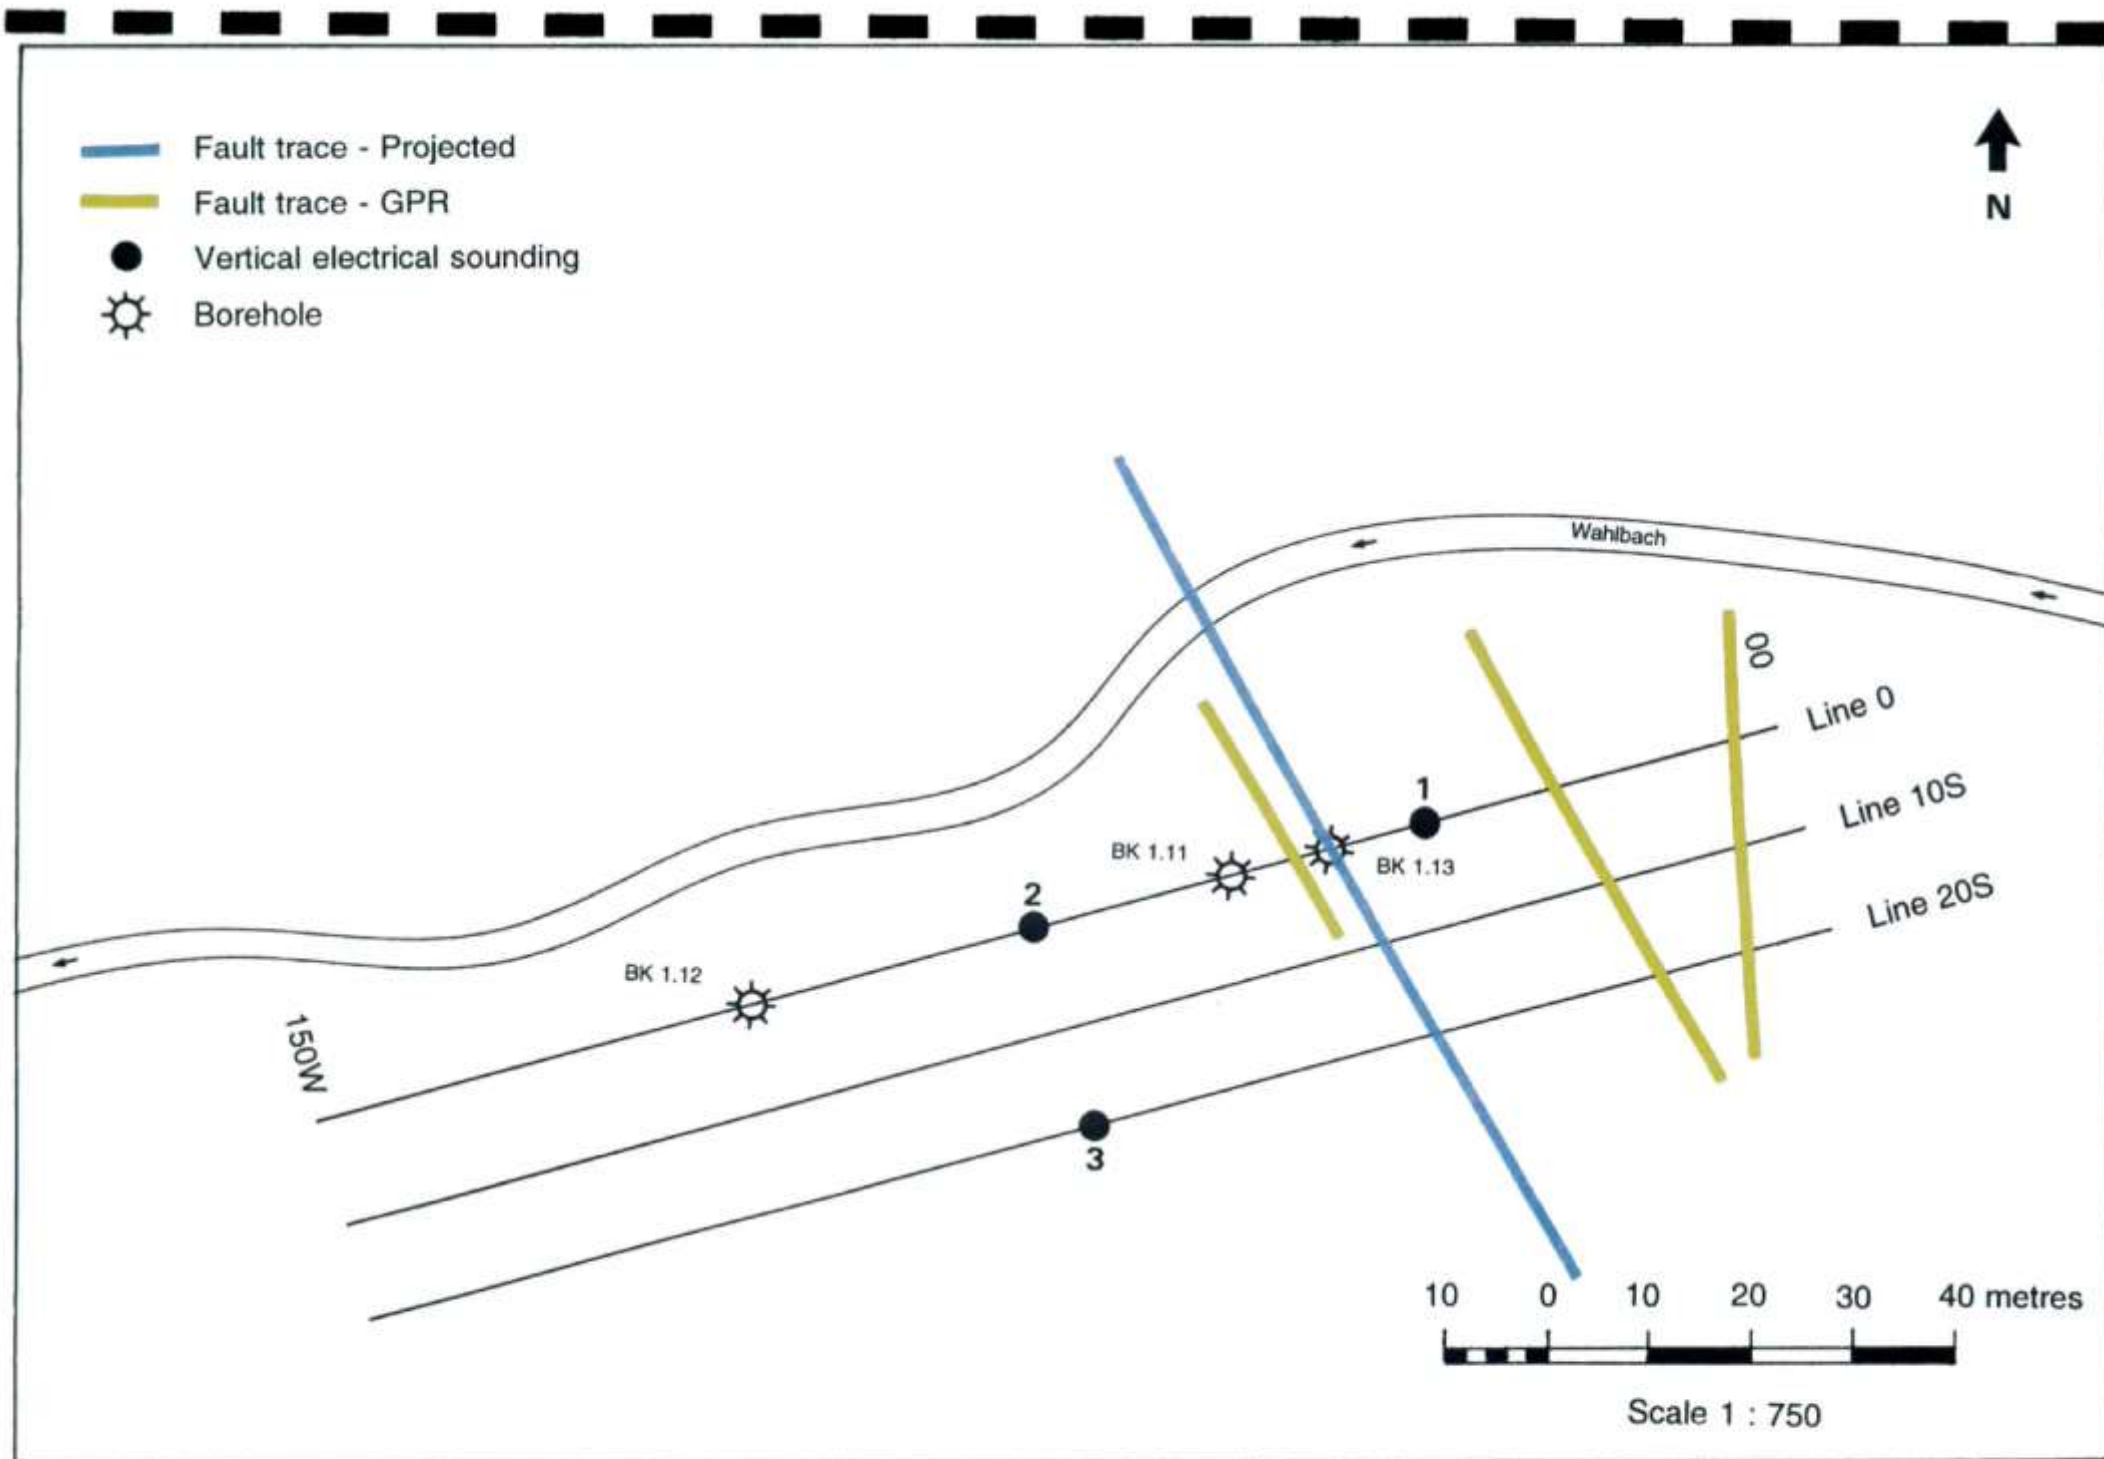 Fault trace - Projected
Fault trace - GPR
Vertical electrical sounding
Borehole
N
Wahlbach
00
Line 0
1
Line 10S
BK 1.11
BK 1.13
2
Line 20S
BK 1.12
150W
3
10 0 10 20 30 40 metres
Scale 1 : 750